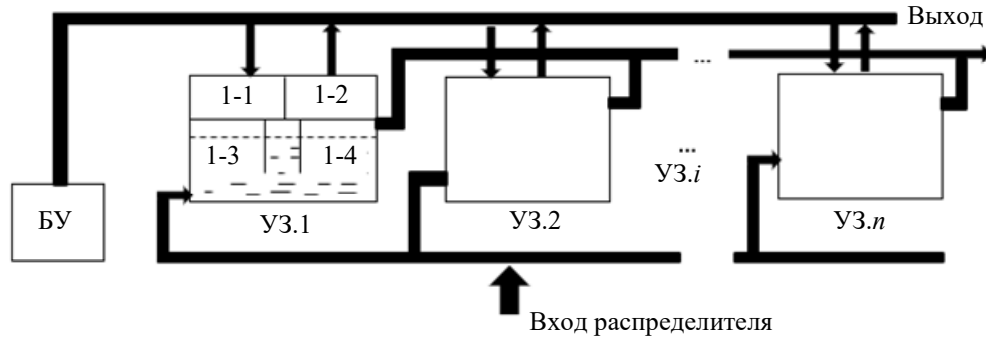 Выход
1-1
1-2
...
1-3
1-4
...
УЗ.i
БУ
УЗ.1
УЗ.2
УЗ.n
Вход распределителя